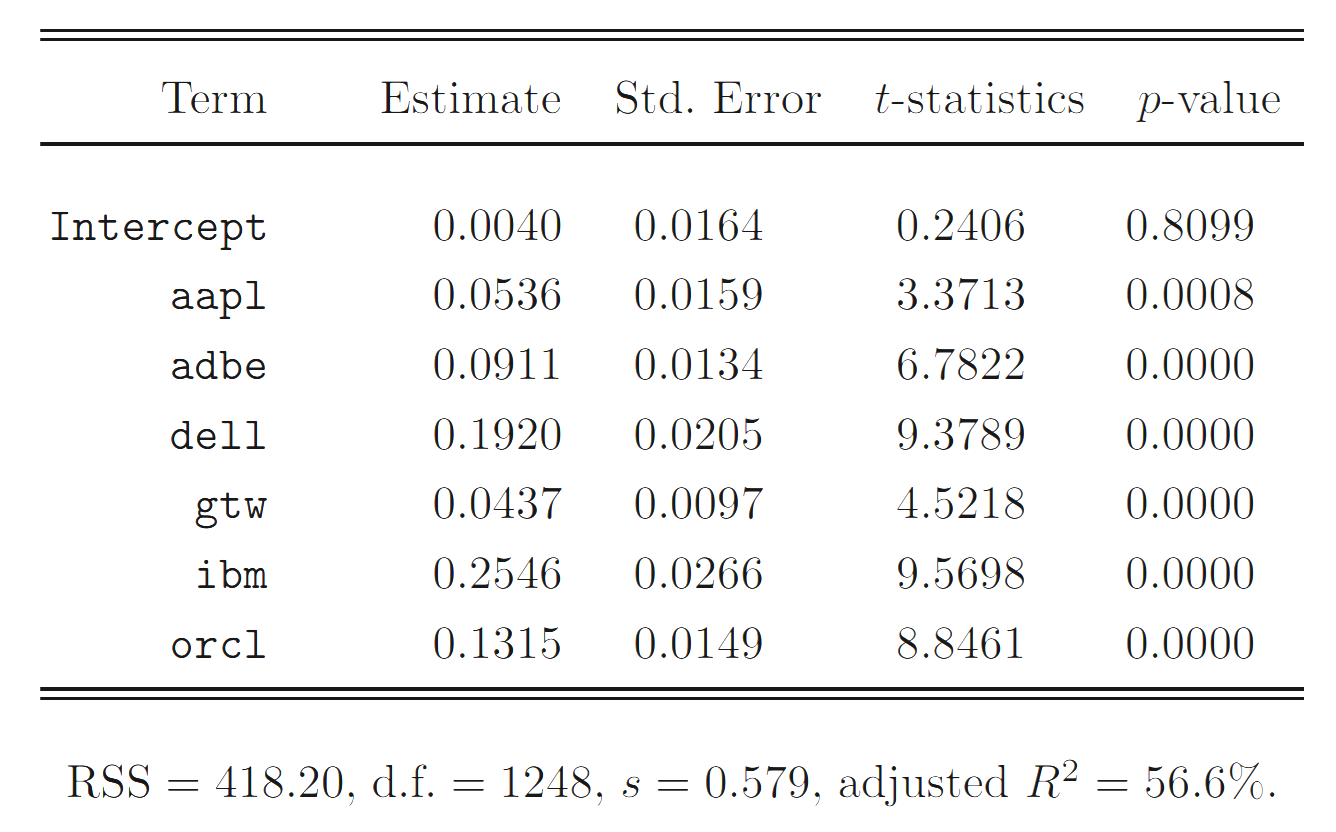 Term Estimate Std. Error t-statistics p-value
Intercept 0.0040 0.0164 0.2406 0.8099
aapl 0.0536 0.0159 3.3713 0.0008
adbe 0.0911 0.0134 6.7822 0.0000
dell 0.1920 0.0205 9.3789 0.0000
gtw 0.0437 0.0097 4.5218 0.0000
ibm 0.2546 0.0266 9.5698 0.0000
orcl 0.1315 0.0149 8.8461 0.0000
RSS = 418.20, d.f. = 1248, s = 0.579, adjusted R² = 56.6%.